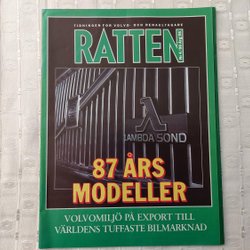 TIDNINGEN FÖR VOLVO- OCH RENAULTÄGARE
RATTEN
LAMBDA SOND
87 ÅRS
MODELLER
VOLVOMILJÖ PÅ EXPORT TILL
VÄRLDENS TUFFASTE BILMARKNAD